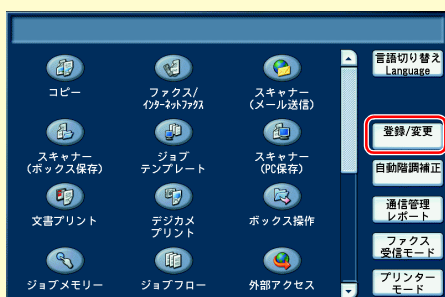 言語切り替え
Language
コピー
ファクス/
インターネットファクス
スキャナー
(メール送信)
登録/変更
スキャナー
(ボックス保存)
ジョブ
テンプレート
スキャナー
(PC保存)
自動階調補正
文書プリント
デジカメ
プリント
ボックス操作
通信管理
レポート
ファクス
受信モード
ジョブメモリー
ジョブフロー
外部アクセス
プリンター
モード